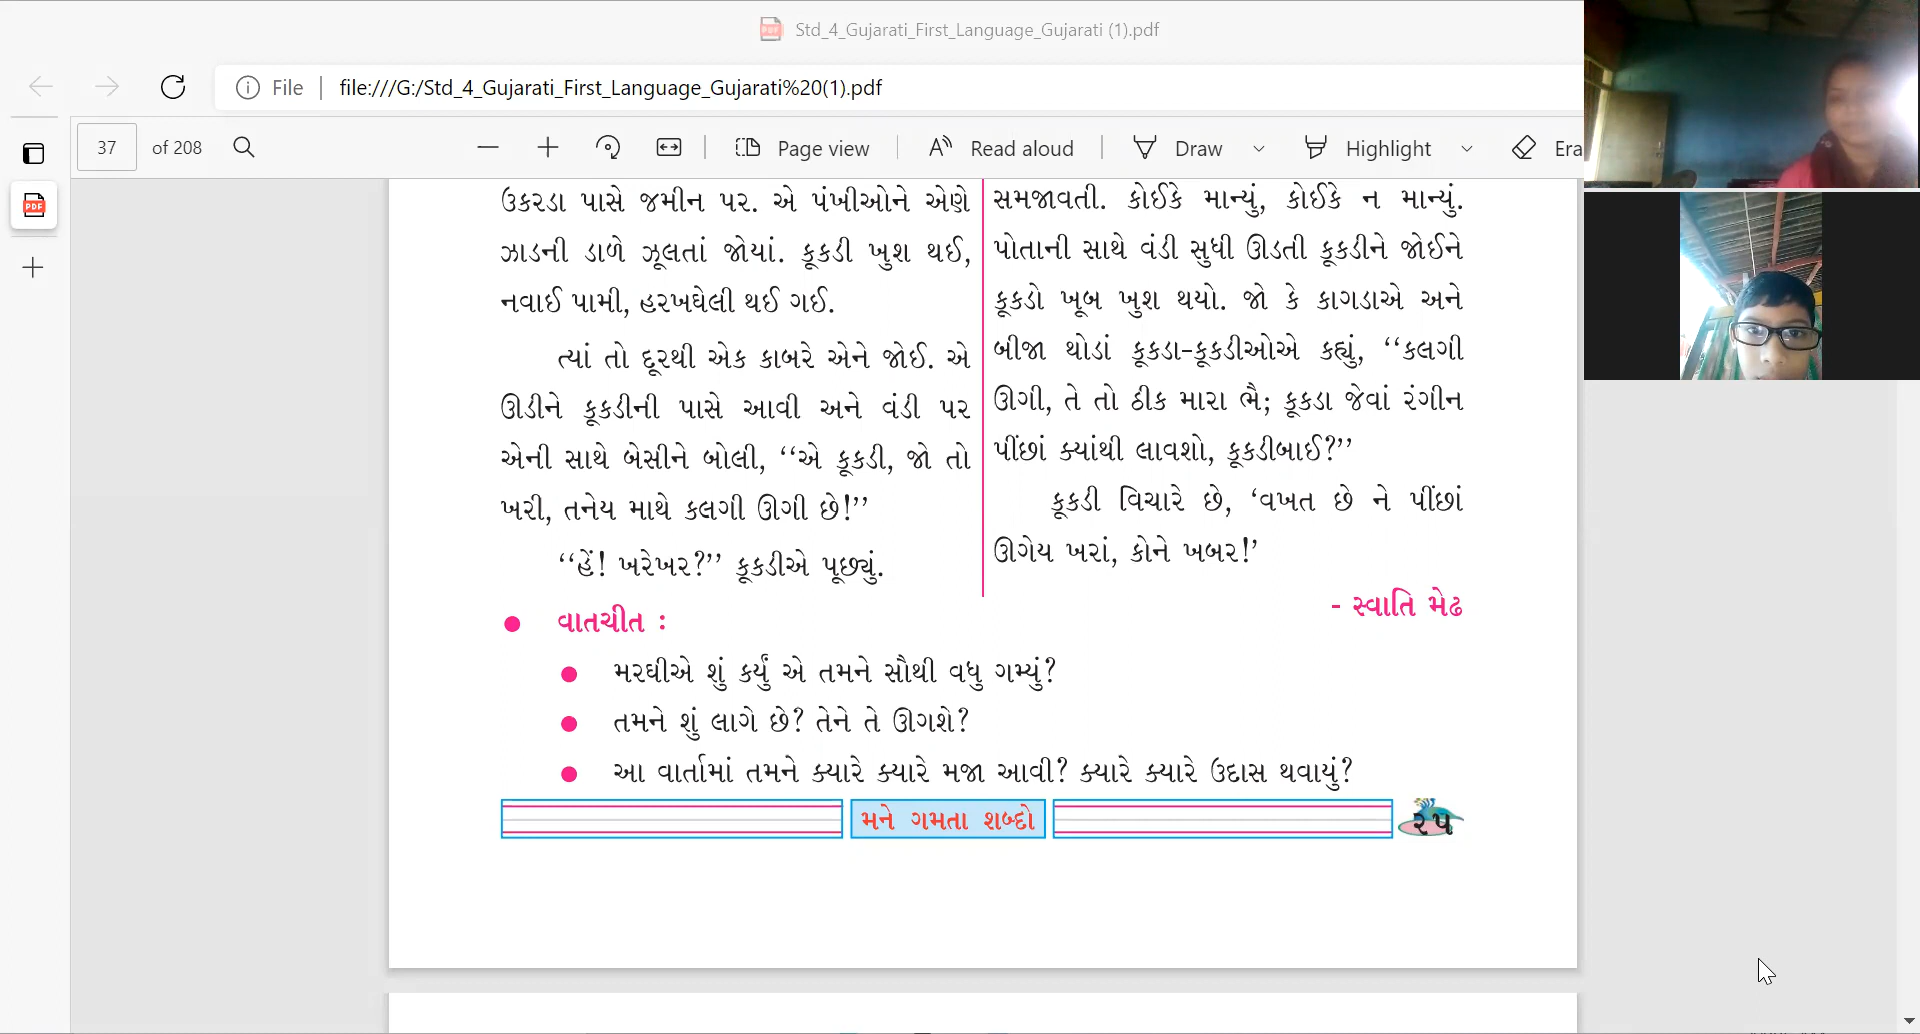 Std_4_Gujarati_First_Language_Gujarati (1).pdf
File | file:///G:/Std_4_Gujarati_First_Language_Gujarati%20(1).pdf
37 of 208
Page view
Read aloud
Draw
Highlight
Era
PDF
ઉકરડા પાસે જમીન પર. એ પંખીઓને એણે
ઝાડની ડાળે ઝૂલતાં જોયાં. કૂકડી ખુશ થઈ,
નવાઈ પામી, હરખઘેલી થઈ ગઈ.
ત્યાં તો દૂરથી એક કાબરે એને જોઈ. એ
ઊડીને કૂકડીની પાસે આવી અને વંડી પર
એની સાથે બેસીને બોલી, ‘‘એ કૂકડી, જો તો
ખરી, તનેય માથે કલગી ઊગી છે!’’
‘‘હેં! ખરેખર?’’ કૂકડીએ પૂછ્યું.
સમજાવતી. કોઈકે માન્યું, કોઈકે ન માન્યું.
પોતાની સાથે વંડી સુધી ઊડતી કૂકડીને જોઈને
કૂકડો ખૂબ ખુશ થયો. જો કે કાગડાએ અને
બીજા થોડાં કૂકડા-કૂકડીઓએ કહ્યું, ‘‘કલગી
ઊગી, તે તો ઠીક મારા ભૈ; કૂકડા જેવાં રંગીન
પીંછાં ક્યાંથી લાવશો, કૂકડીબાઈ?’’
કૂકડી વિચારે છે, ‘વખત છે ને પીંછાં
ઊગેય ખરાં, કોને ખબર!’
- સ્વાતિ મેઢ
● વાતચીત :
● મરઘીએ શું કર્યું એ તમને સૌથી વધુ ગમ્યું?
● તમને શું લાગે છે? તેને તે ઊગશે?
● આ વાર્તામાં તમને ક્યારે ક્યારે મજા આવી? ક્યારે ક્યારે ઉદાસ થવાયું?
મને ગમતા શબ્દો
૨૫